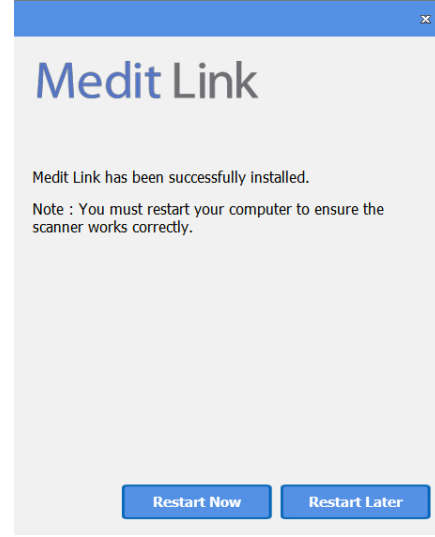 Medit Link
Medit Link has been successfully installed.
Note : You must restart your computer to ensure the
scanner works correctly.
Restart Now
Restart Later